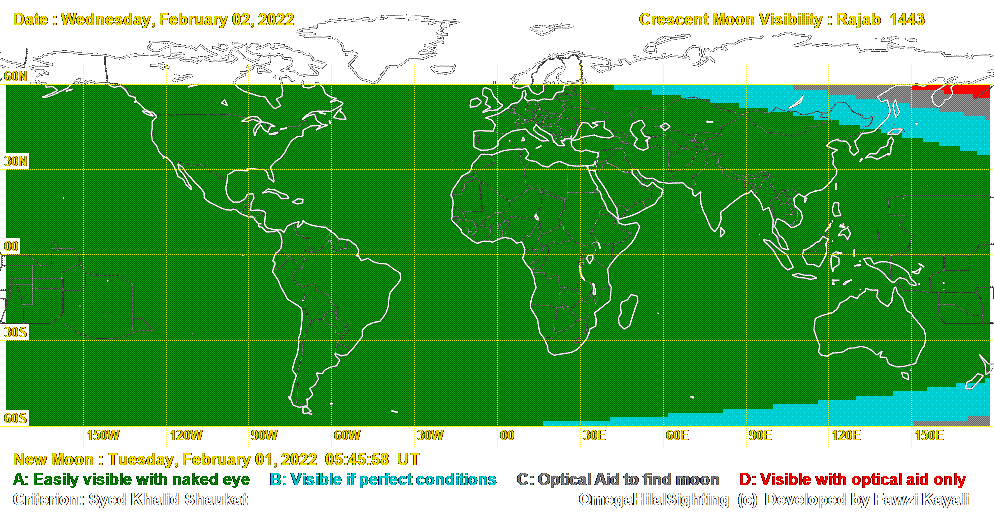 Date : Wednesday, February 02, 2022 Crescent Moon Visibility : Rajab 1443
60N
30N
00
30S
60S
150W 120W 90W 60W 30W 00 30E 60E 90E 120E 150E
New Moon : Tuesday, February 01, 2022 05:45:58 UT
A: Easily visible with naked eye B: Visible if perfect conditions C: Optical Aid to find moon D: Visible with optical aid only
Criterion: Syed Khalid Shaukat OmegaHilalSighting (c) Developed by Fawzi Kayali